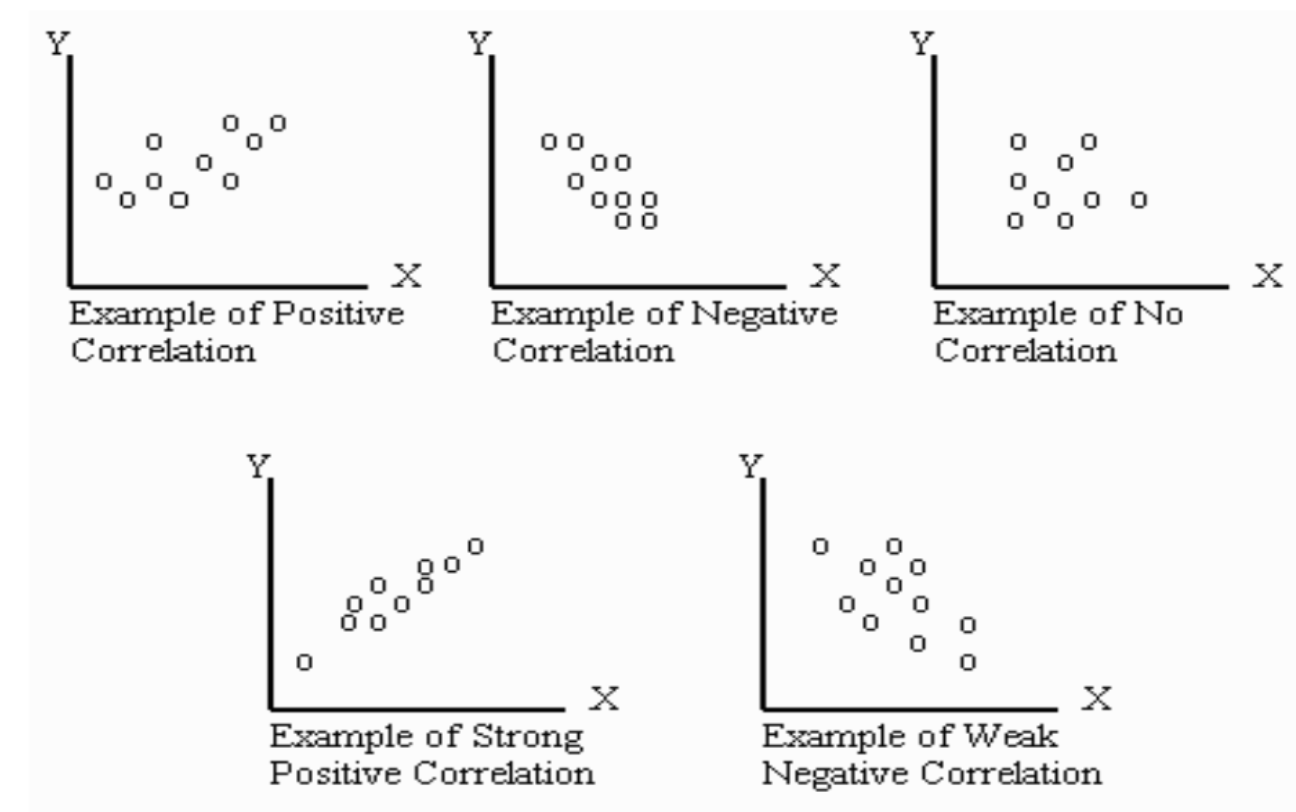 Y
X
Example of Positive
Correlation
Y
X
Example of Negative
Correlation
Y
X
Example of No
Correlation
Y
X
Example of Strong
Positive Correlation
Y
X
Example of Weak
Negative Correlation